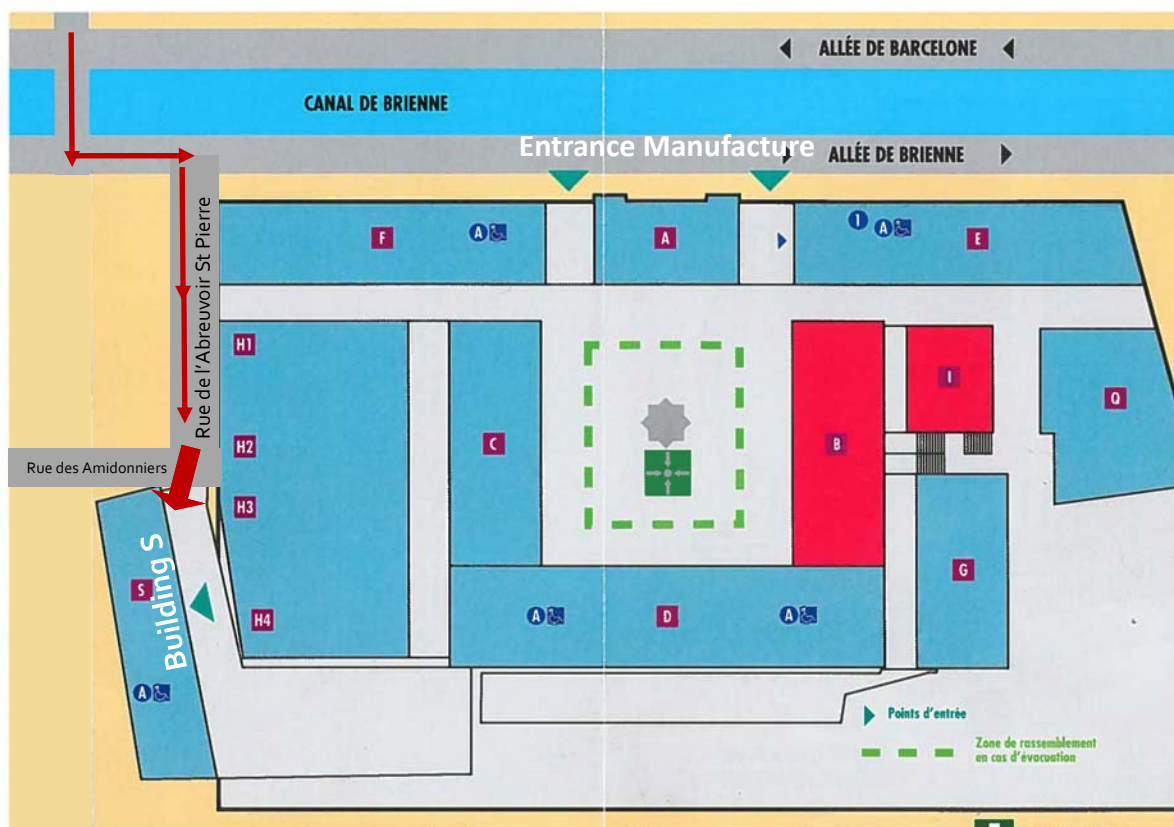 ALLÉE DE BARCELONE
CANAL DE BRIENNE
Entrance Manufacture
ALLÉE DE BRIENNE
Rue de l'Abreuvoir St Pierre
F
A
A
1
A
E
H1
I
Q
H2
C
B
Rue des Amidonniers
H3
G
S
Building S
H4
A
D
A
A
Points d'entrée
Zone de rassemblement
en cas d'évacuation